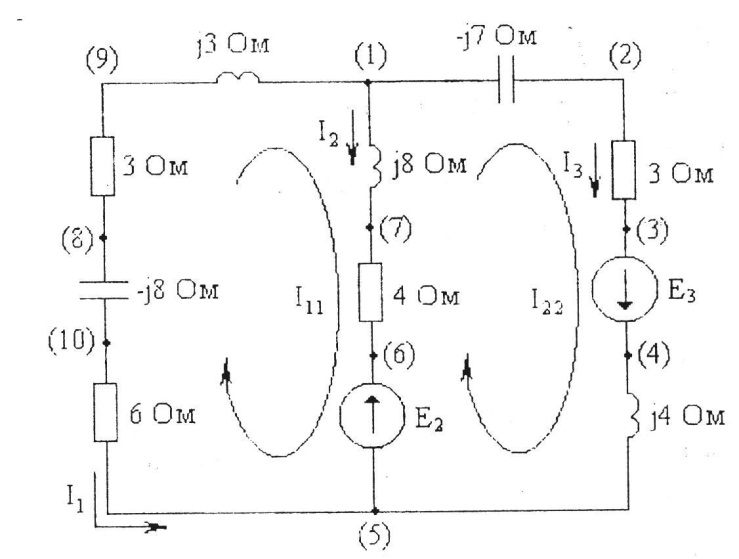 j3 Ом
-j7 Ом
(9)
(1)
(2)
I2
I3
3 Ом
j8 Ом
3 Ом
(8)
(7)
(3)
-j8 Ом
I11
4 Ом
I22
E3
(10)
(6)
(4)
6 Ом
E2
j4 Ом
I1
(5)